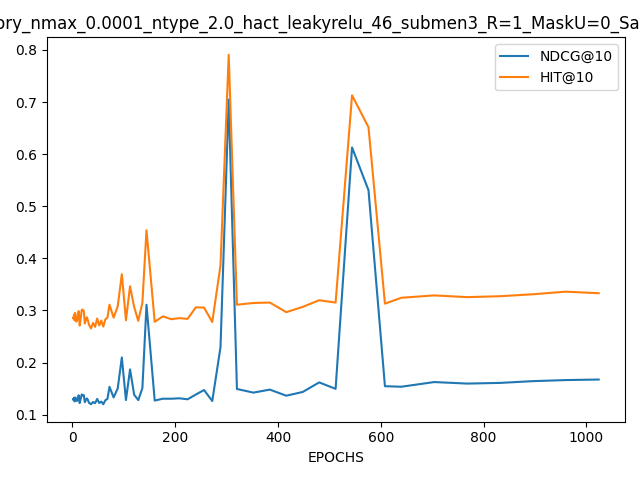 ory_nmax_0.0001_ntype_2.0_hact_leakyrelu_46_submen3_R=1_MaskU=0_Sa
NDCG@10
HIT@10
0.8
0.7
0.6
0.5
0.4
0.3
0.2
0.1
0 200 400 600 800 1000
EPOCHS